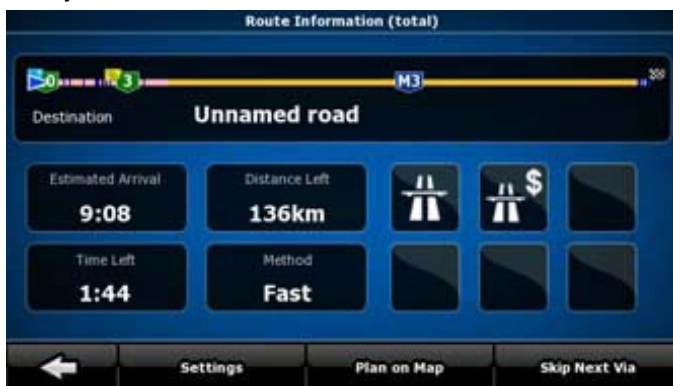 Route Information (total)
0 3 M3
Destination Unnamed road
Estimated Arrival Distance Left
9:08 136km $
Time Left Method
1:44 Fast
Settings Plan on Map Skip Next Via